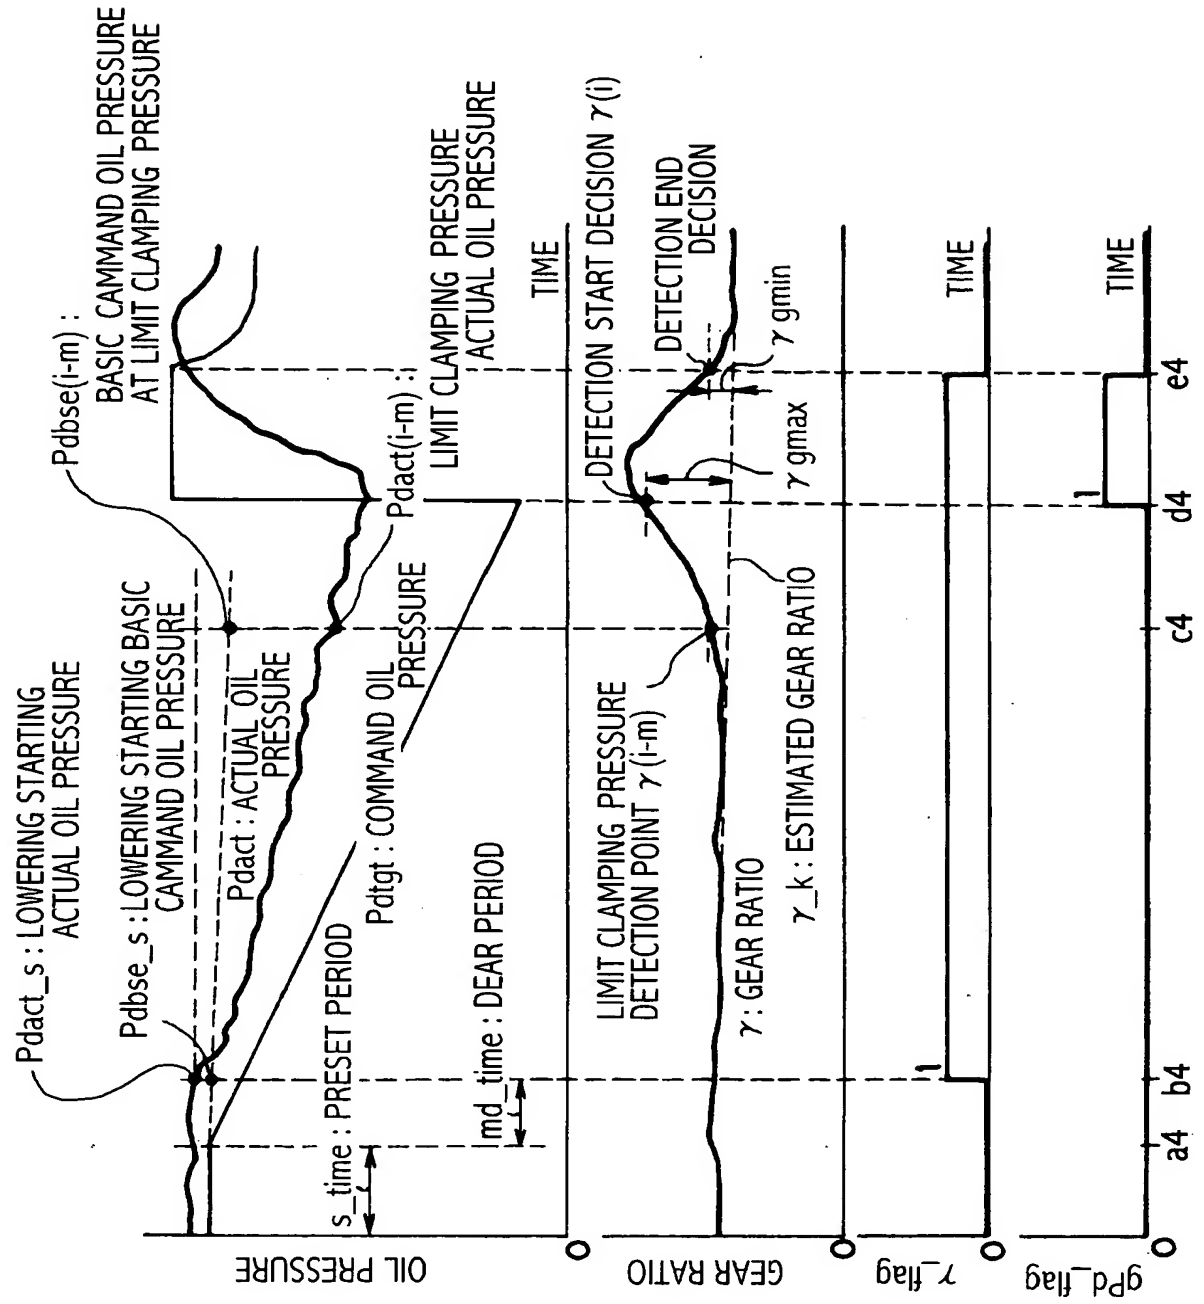 Pdact_s : LOWERING STARTING
ACTUAL OIL PRESSURE
Pdbse_s : LOWERING STARTING BASIC
CAMMAND OIL PRESSURE
Pdact : ACTUAL OIL
PRESSURE
Pdtgt : COMMAND OIL
PRESSURE
s_time : PRESET PERIOD
md_time : DEAR PERIOD
Pdbse(i-m) :
BASIC CAMMAND OIL PRESSURE
AT LIMIT CLAMPING PRESSURE
Pdact(i-m) :
LIMIT CLAMPING PRESSURE
ACTUAL OIL PRESSURE
OIL PRESSURE
0
TIME
LIMIT CLAMPING PRESSURE
DETECTION POINT γ (i-m)
γ : GEAR RATIO
γ_k : ESTIMATED GEAR RATIO
DETECTION START DECISION γ(i)
DETECTION END
DECISION
γ gmax
γ gmin
GEAR RATIO
0
γ_flag
1
0
TIME
gPd_flag
1
0
TIME
a4
b4
c4
d4
e4